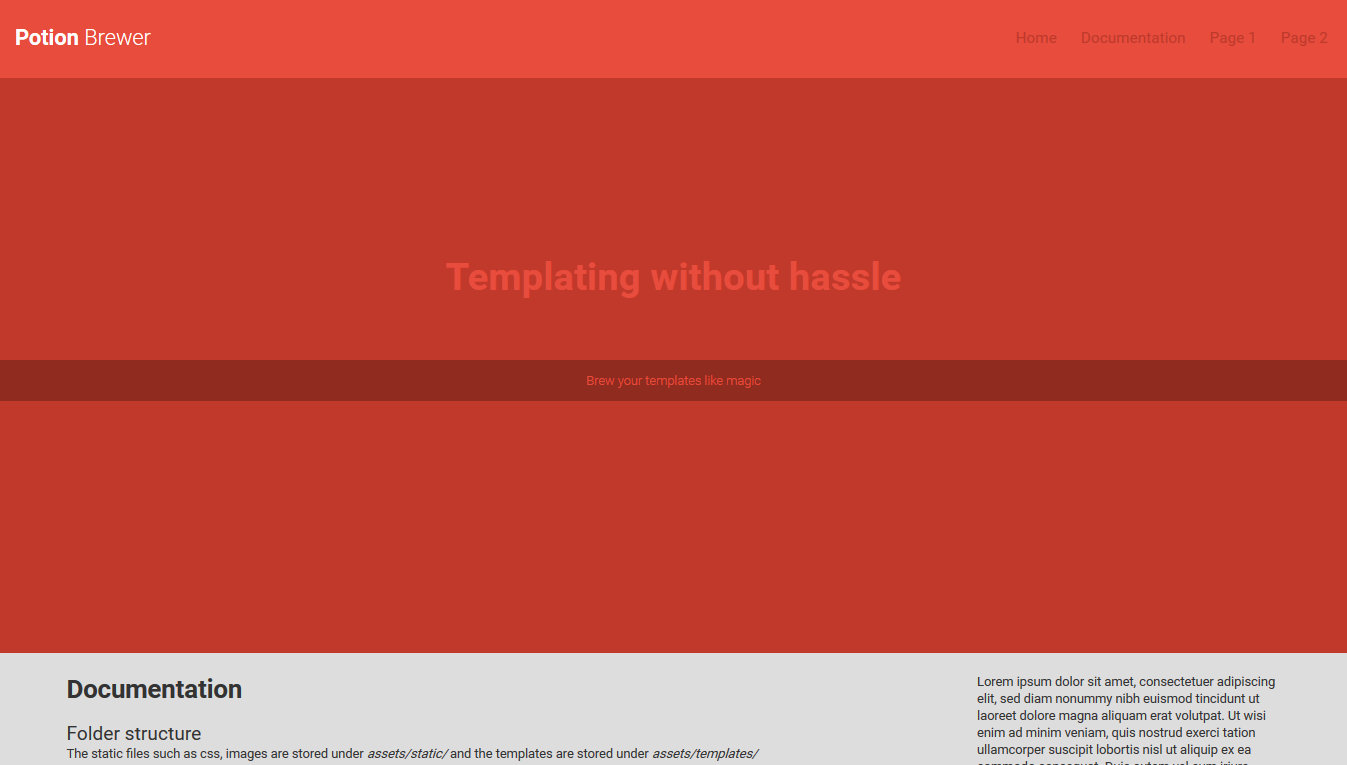 Potion Brewer
Home Documentation Page 1 Page 2
Templating without hassle
Brew your templates like magic
Documentation
Folder structure
The static files such as css, images are stored under assets/static/ and the templates are stored under assets/templates/
Lorem ipsum dolor sit amet, consectetuer adipiscing
elit, sed diam nonummy nibh euismod tincidunt ut
laoreet dolore magna aliquam erat volutpat. Ut wisi
enim ad minim veniam, quis nostrud exerci tation
ullamcorper suscipit lobortis nisl ut aliquip ex ea